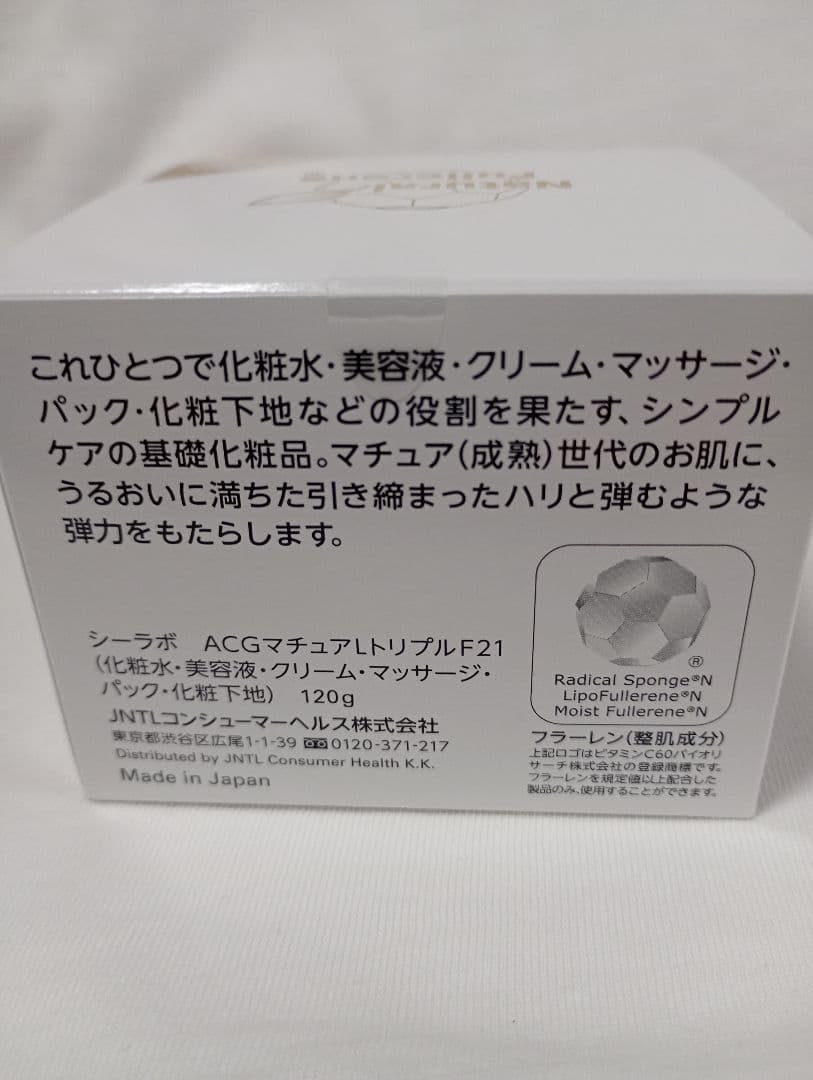 Natural
Fullerene
これひとつで化粧水・美容液・クリーム・マッサージ・
パック・化粧下地などの役割を果たす、シンプル
ケアの基礎化粧品。マチュア(成熟)世代のお肌に、
うるおいに満ちた引き締まったハリと弾むような
弾力をもたらします。
シーラボ ACGマチュアLトリプルF21
(化粧水・美容液・クリーム・マッサージ・
パック・化粧下地) 120g
JNTLコンシューマーヘルス株式会社
東京都渋谷区広尾1-1-39 0120-371-217
Distributed by JNTL Consumer Health K.K.
Made in Japan
®
Radical Sponge®N
LipoFullerene®N
Moist Fullerene®N
フラーレン(整肌成分)
上記ロゴはビタミンC60バイオリ
サーチ株式会社の登録商標です。
フラーレンを規定値以上配合した
製品のみ、使用することができます。